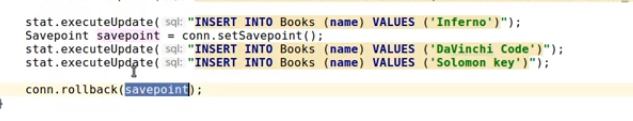 stat.executeUpdate( sql: "INSERT INTO Books (name) VALUES ('Inferno')");
Savepoint savepoint = conn.setSavepoint();
stat.executeUpdate( sql: "INSERT INTO Books (name) VALUES ('DaVinchi Code')");
stat.executeUpdate( sql: "INSERT INTO Books (name) VALUES ('Solomon key')");
conn.rollback(savepoint);
}